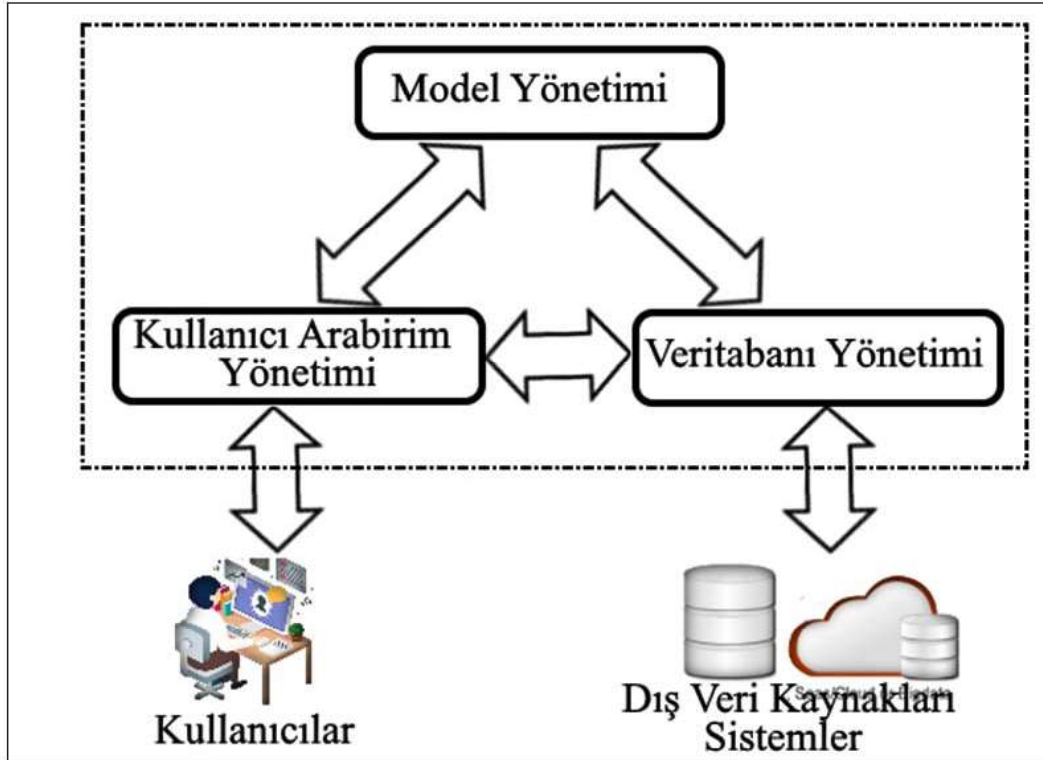 Model Yönetimi
Kullanıcı Arabirim
Yönetimi
Veritabanı Yönetimi
Kullanıcılar
Dış Veri Kaynakları
Sistemler